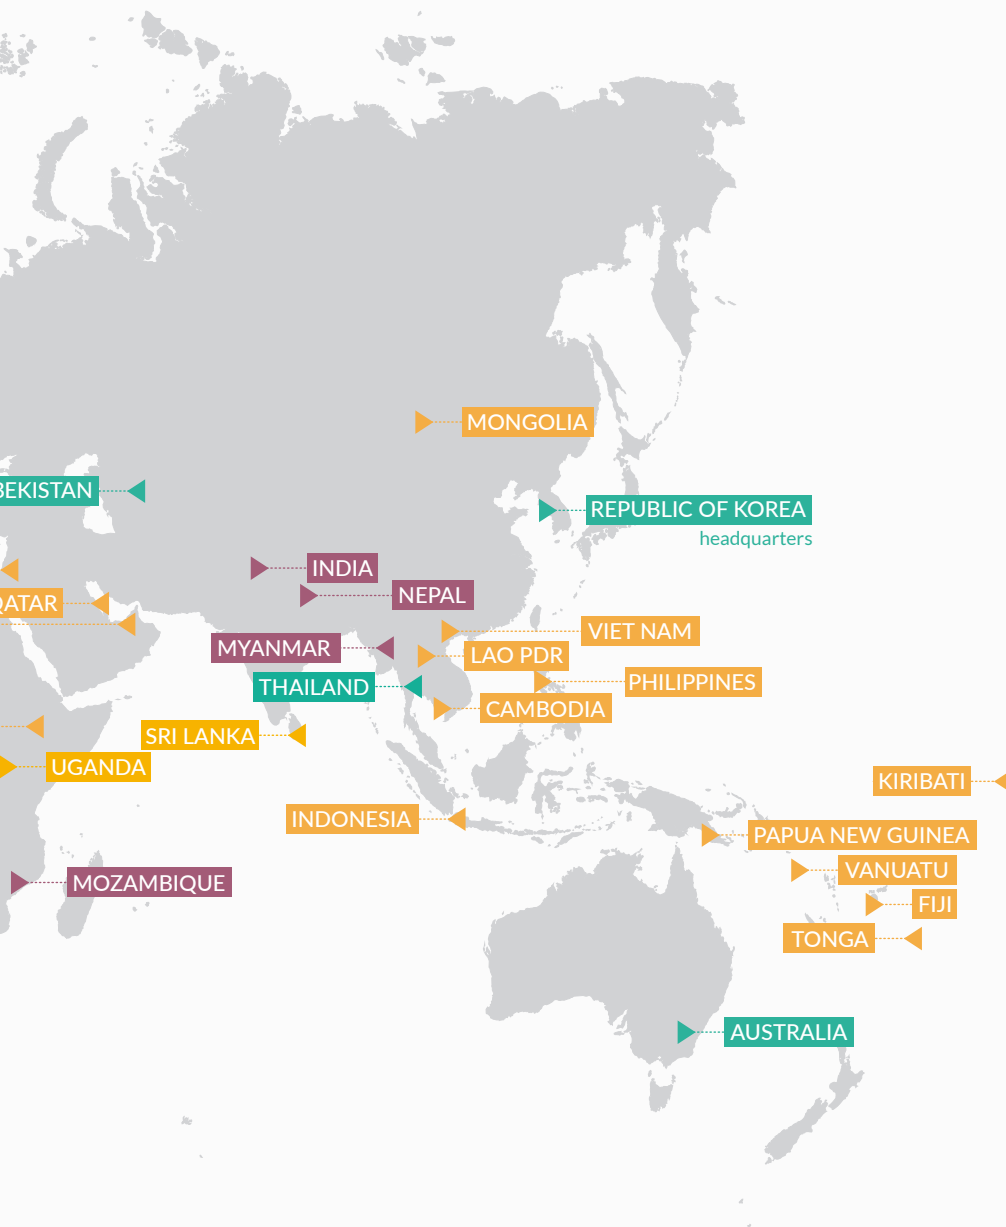 MONGOLIA
BEKISTAN
REPUBLIC OF KOREA
headquarters
INDIA
NEPAL
QATAR
VIET NAM
MYANMAR
LAO PDR
THAILAND
PHILIPPINES
CAMBODIA
SRI LANKA
UGANDA
KIRIBATI
INDONESIA
PAPUA NEW GUINEA
VANUATU
MOZAMBIQUE
FIJI
TONGA
AUSTRALIA